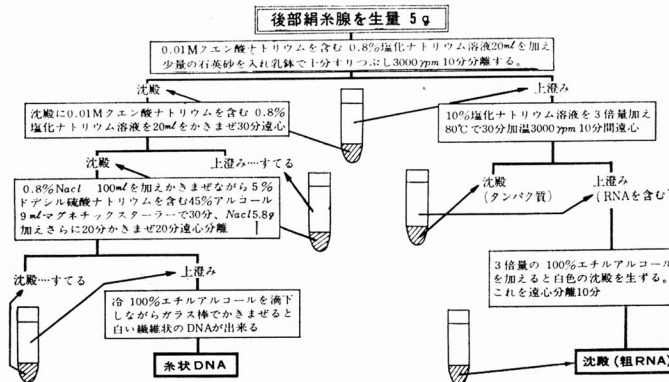 後部絹糸腺を生量 5g
0.01Mクエン酸ナトリウムを含む 0.8%塩化ナトリウム溶液20mlを加え
少量の石英砂を入れ乳鉢で十分すりつぶし3000γpm 10分分離する。
沈殿
上澄み
沈殿に0.01Mクエン酸ナトリウムを含む 0.8%
塩化ナトリウム溶液を20mlをかきまぜ30分遠心
10%塩化ナトリウム溶液を3倍量加え
80℃で30分加温3000γpm 10分間遠心
沈殿
上澄み‥‥すてる
沈殿
(タンパク質)
上澄み
(RNAを含む)
0.8%Nacl 100mlを加えかきまぜながら 5%
ドデシル硫酸ナトリウムを含む45%アルコール
9mlマグネチックスターラーで30分、Nacl5.8g
加えさらに20分かきまぜ20分遠心分離
3倍量の 100%エチルアルコール
を加えると白色の沈殿を生ずる。
これを遠心分離10分
沈殿‥‥すてる
上澄み
冷 100%エチルアルコールを滴下
しながらガラス棒でかきまぜると
白い繊維状のDNAが出来る
糸状DNA
沈殿(粗RNA)